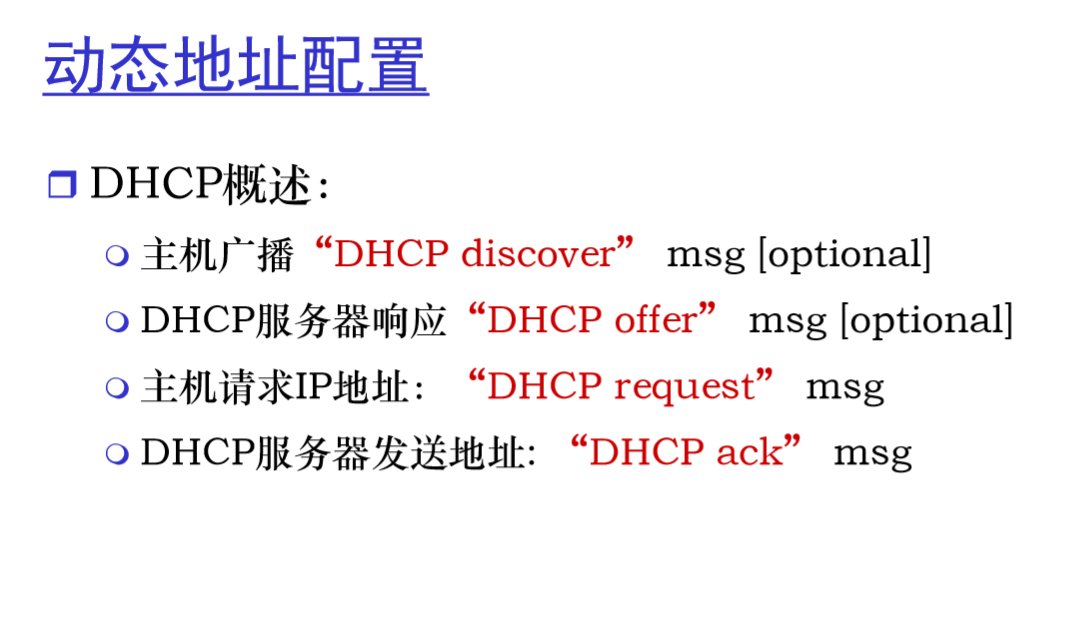 动态地址配置
DHCP概述：
主机广播“DHCP discover” msg [optional]
DHCP服务器响应“DHCP offer” msg [optional]
主机请求IP地址：“DHCP request” msg
DHCP服务器发送地址:“DHCP ack” msg